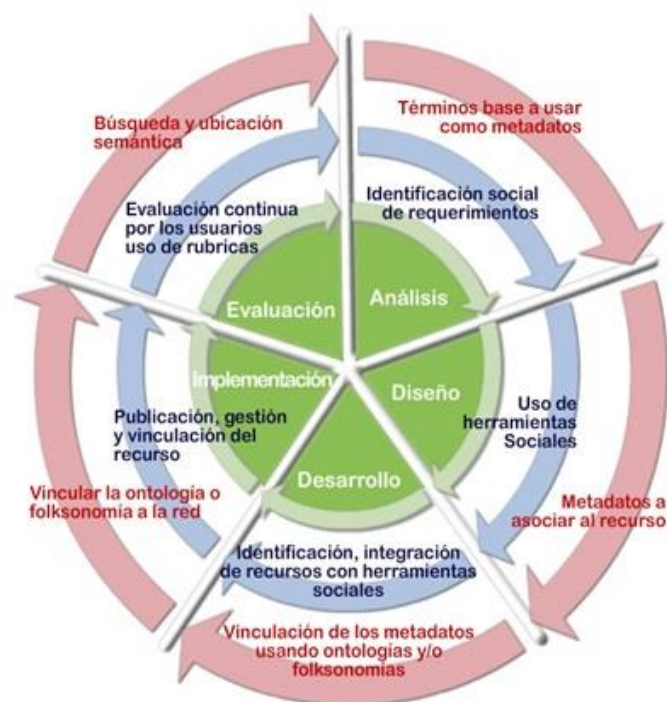 Términos base a usar
como metadatos
Búsqueda y ubicación
semántica
Identificación social
de requerimientos
Evaluación continua
por los usuarios
uso de rubricas
Análisis
Evaluación
Implementación
Diseño
Uso de
herramientas
Sociales
Publicación, gestión
y vinculación del
recurso
Desarrollo
Vincular la ontología o
folksonomía a la red
Metadatos a
asociar al recurso
Identificación, integración
de recursos con herramientas
sociales
Vinculación de los metadatos
usando ontologías y/o
folksonomías